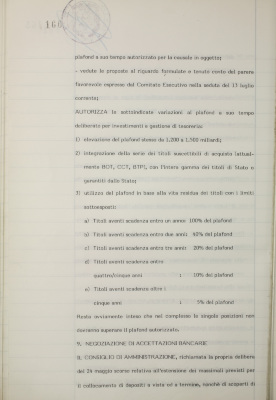 160
plafond a suo tempo autorizzato per la casuale in oggetto;
- vedute le proposte al riguardo formulate e tenuto conto del parere
favorevole espresso del Comitato Esecutivo nella seduta del 13 luglio
corrente;
AUTORIZZA le sottoindicate variazioni al plafond a suo tempo
deliberato per investimenti e gestione di tesoreria:
1) elevazione del plafond stesso da 1.200 a 1.500 miliardi;
2) integrazione della serie dei titoli suscettibili di acquisto (attual-
mente BOT, CCT, BTP), con l'intera gamma dei titoli di Stato o
garantiti dallo Stato;
3) utilizzo del plafond in base alla vita residua dei titoli con i limiti
sottoesposti:
a) Titoli aventi scadenza entro un anno: 100% del plafond
b) Titoli aventi scadenza entro due anni: 60% del plafond
c) Titoli aventi scadenza entro tre anni: 20% del plafond
d) Titoli aventi scadenza entro
quattro/cinque anni : 10% del plafond
e) Titoli aventi scadenza oltre i
cinque anni : 5% del plafond
Resta ovviamente inteso che nel complesso le singole posizioni non
dovranno superare il plafond autorizzato.
9. NEGOZIAZIONE DI ACCETTAZIONI BANCARIE
IL CONSIGLIO DI AMMINISTRAZIONE, richiamata la propria delibera
del 24 maggio scorso relativa all'estensione dei massimali previsti per
il collocamento di depositi a vista ed a termine, nonché di scoperti di